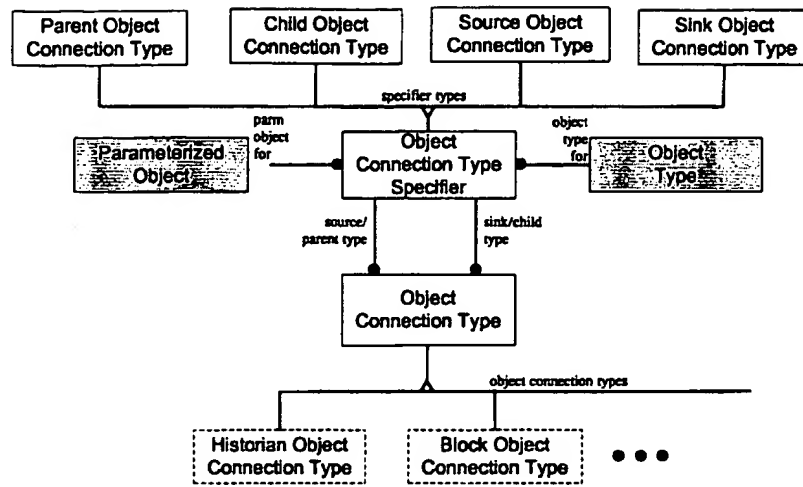 Parent Object
Connection Type
Child Object
Connection Type
Source Object
Connection Type
Sink Object
Connection Type
specifier types
parm
object
for
Parameterized
Object
Object
Connection Type
Specifier
object
type
for
Object
Type
source/
parent type
sink/child
type
Object
Connection Type
object connection types
Historian Object
Connection Type
Block Object
Connection Type